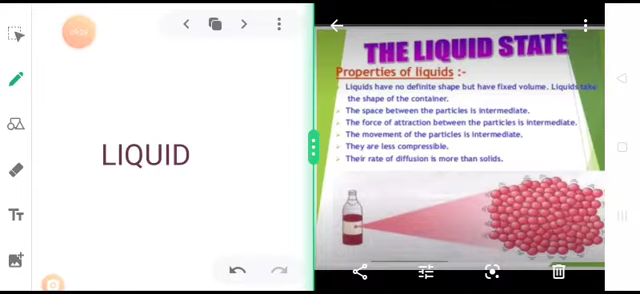 LIQUID
THE LIQUID STATE
Properties of liquids :-
Liquids have no definite shape but have fixed volume. Liquids take
the shape of the container.
The space between the particles is intermediate.
The force of attraction between the particles is intermediate.
The movement of the particles is intermediate.
They are less compressible.
Their rate of diffusion is more than solids.
TT